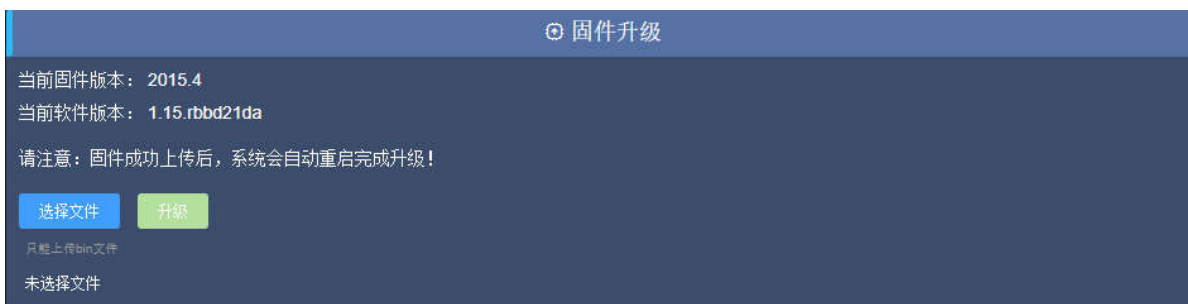 固件升级
当前固件版本： 2015.4
当前软件版本： 1.15.rbbd21da
请注意：固件成功上传后，系统会自动重启完成升级！
选择文件 升级
只能上传bin文件
未选择文件